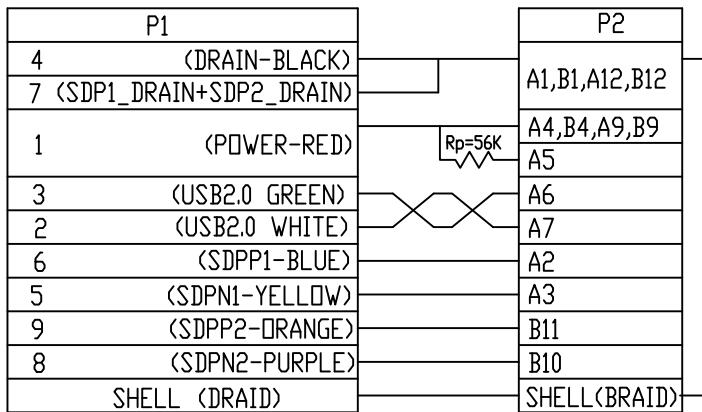 P1 P2
4 (DRAIN-BLACK) A1,B1,A12,B12
7 (SDP1_DRAIN+SDP2_DRAIN)
1 (POWER-RED) Rp=56K A4,B4,A9,B9
A5
3 (USB2.0 GREEN) A6
2 (USB2.0 WHITE) A7
6 (SDPP1-BLUE) A2
5 (SDPN1-YELLOW) A3
9 (SDPP2-ORANGE) B11
8 (SDPN2-PURPLE) B10
SHELL (DRAID) SHELL(BRAID)